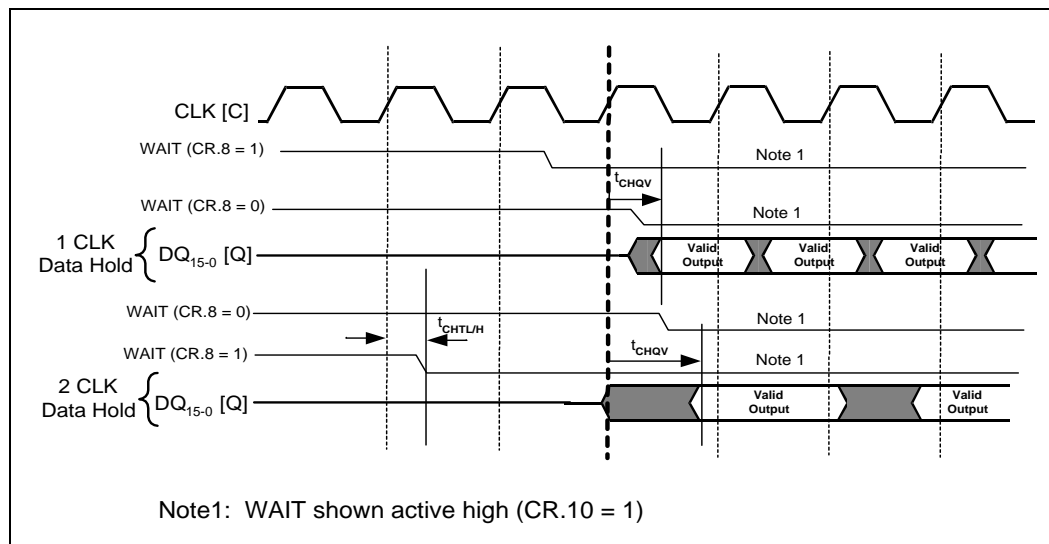 CLK [C]
WAIT (CR.8 = 1)
Note 1
tCHQV
WAIT (CR.8 = 0)
Note 1
1 CLK
Data Hold
DQ15-0 [Q]
Valid
Output
Valid
Output
Valid
Output
WAIT (CR.8 = 0)
Note 1
tCHTL/H
WAIT (CR.8 = 1)
tCHQV
Note 1
2 CLK
Data Hold
DQ15-0 [Q]
Valid
Output
Valid
Output
Note1: WAIT shown active high (CR.10 = 1)